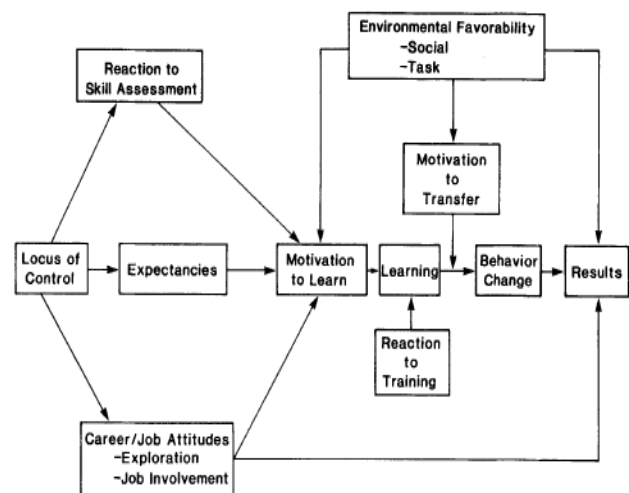 Environmental Favorability
-Social
-Task
Reaction to
Skill Assessment
Motivation
to
Transfer
Locus of
Control
Expectancies
Motivation
to Learn
Learning
Behavior
Change
Results
Reaction
to
Training
Career/Job Attitudes
-Exploration
-Job Involvement